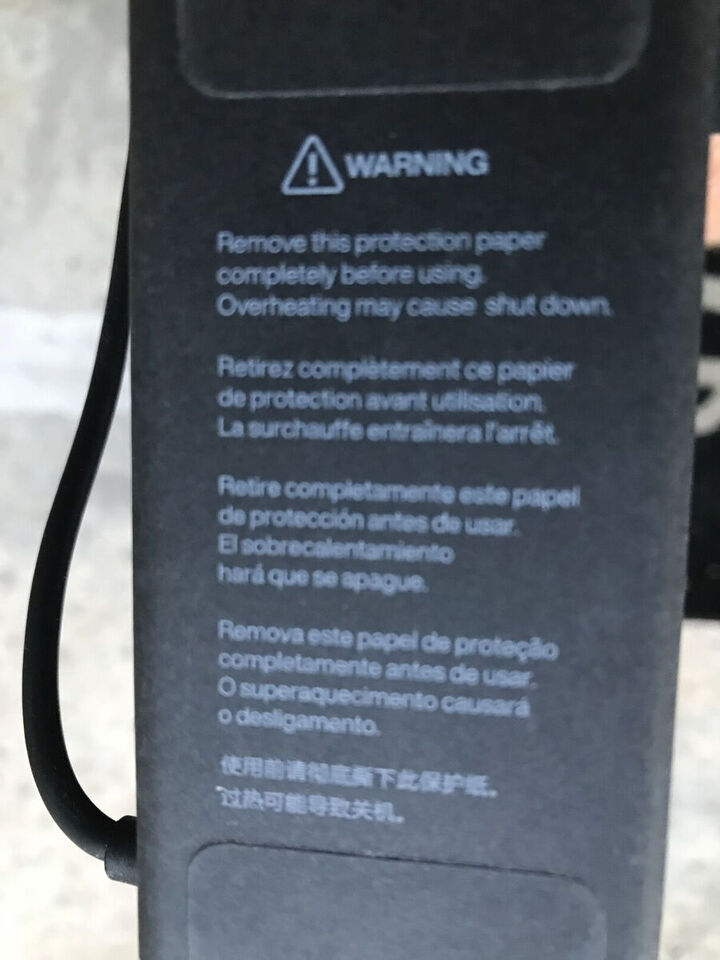 WARNING
Remove this protection paper
completely before using.
Overheating may cause shut down.
Retirez complètement ce papier
de protection avant utilisation.
La surchauffe entraînera l'arrêt.
Retire completamente este papel
de protección antes de usar.
El sobrecalentamiento
hará que se apague.
Remova este papel de proteção
completamente antes de usar.
O superaquecimento causará
o desligamento.
使用前请彻底撕下此保护纸。
过热可能导致关机。